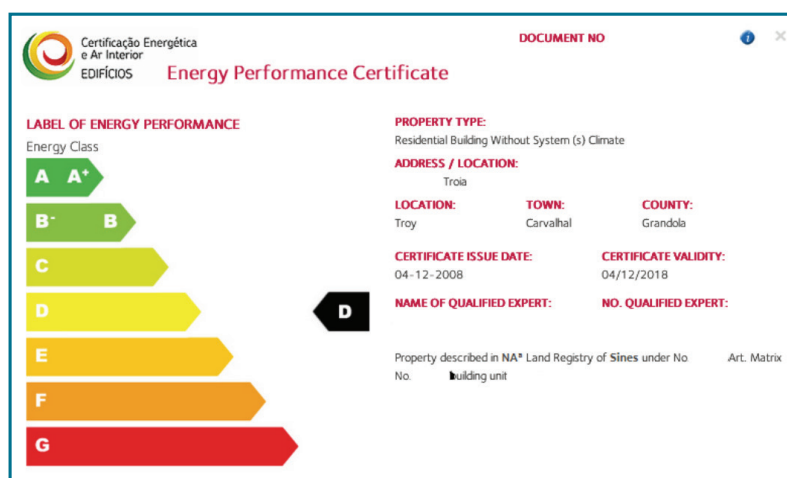 Certificação Energética
e Ar Interior
EDIFÍCIOS
Energy Performance Certificate
DOCUMENT NO
i
LABEL OF ENERGY PERFORMANCE
Energy Class
A A+
B- B
C
D
D
E
F
G
PROPERTY TYPE:
Residential Building Without System (s) Climate
ADDRESS / LOCATION:
Troia
LOCATION: TOWN: COUNTY:
Troy Carvalhal Grandola
CERTIFICATE ISSUE DATE: CERTIFICATE VALIDITY:
04-12-2008 04/12/2018
NAME OF QUALIFIED EXPERT: NO. QUALIFIED EXPERT:
Property described in NAª Land Registry of Sines under No Art. Matrix
No. building unit